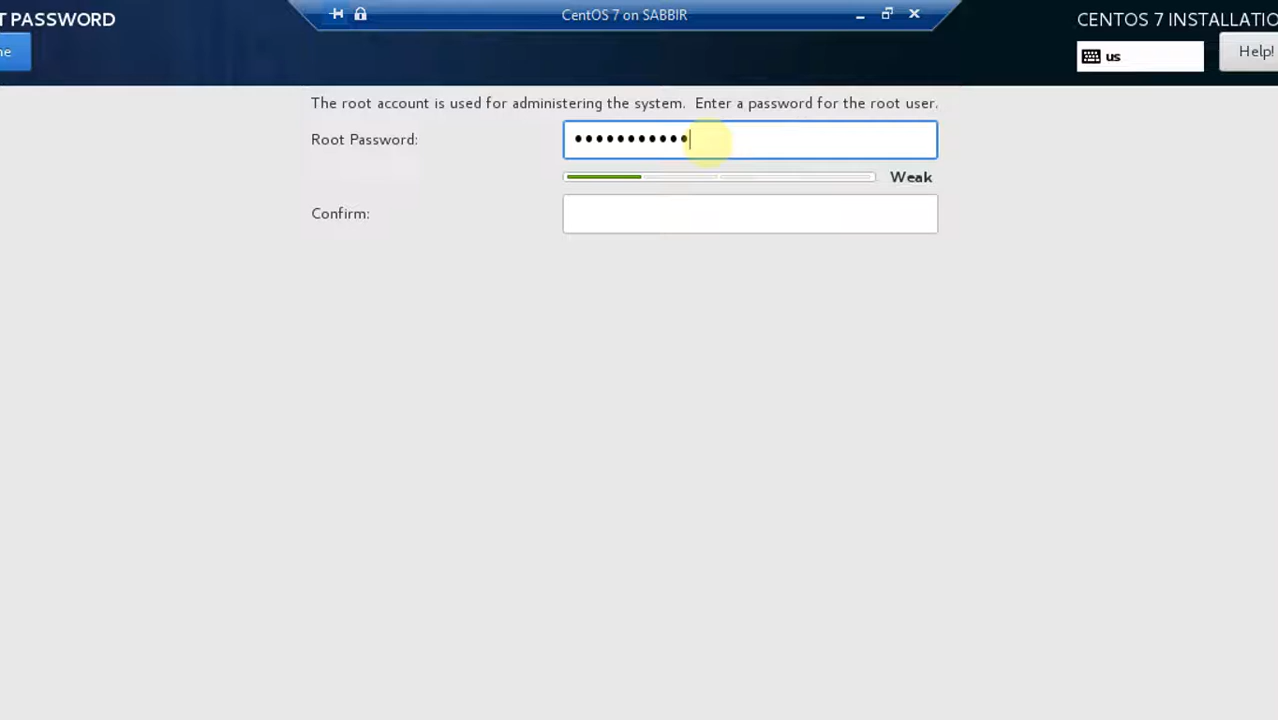 T PASSWORD
CentOS 7 on SABBIR
CENTOS 7 INSTALLATIO
ne
us
Help!
The root account is used for administering the system. Enter a password for the root user.
Root Password:
•••••••••••
Weak
Confirm: